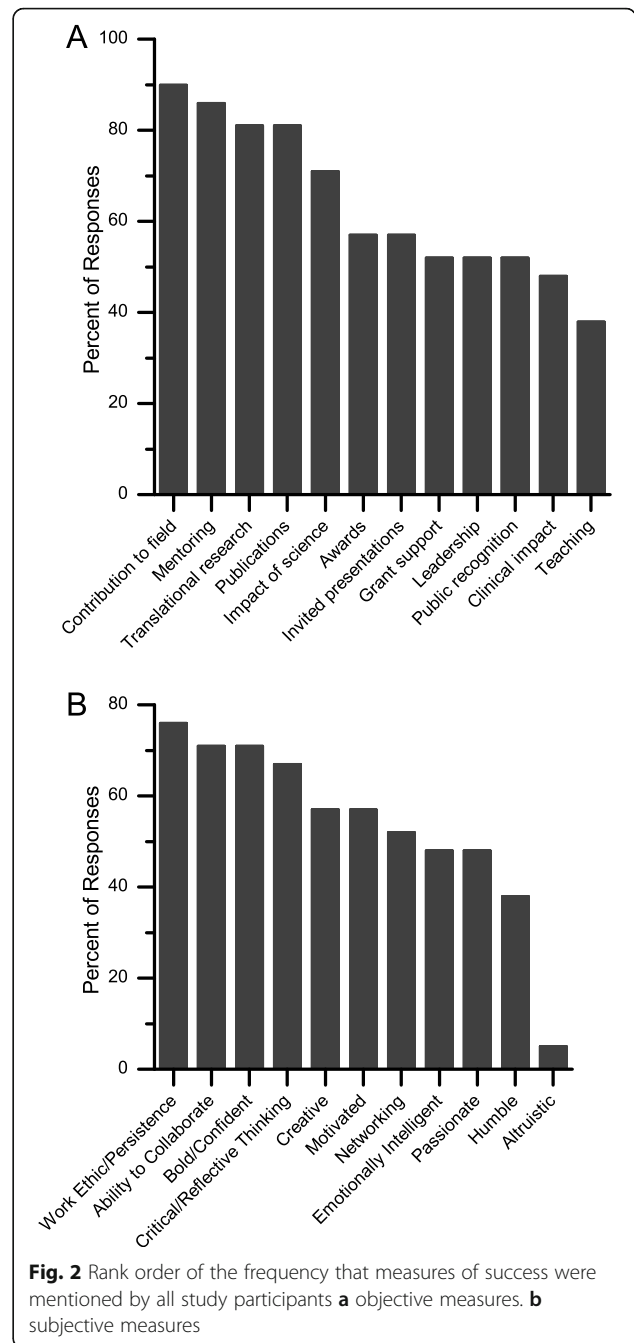 A
100
80
60
40
20
0
Percent of Responses
Contribution to field
Mentoring
Translational research
Publications
Impact of science
Awards
Invited presentations
Grant support
Leadership
Public recognition
Clinical impact
Teaching
B
80
60
40
20
0
Percent of Responses
Work Ethic/Persistence
Ability to Collaborate
Bold/Confident
Critical/Reflective Thinking
Creative
Motivated
Networking
Emotionally Intelligent
Passionate
Humble
Altruistic
Fig. 2 Rank order of the frequency that measures of success were
mentioned by all study participants a objective measures. b
subjective measures